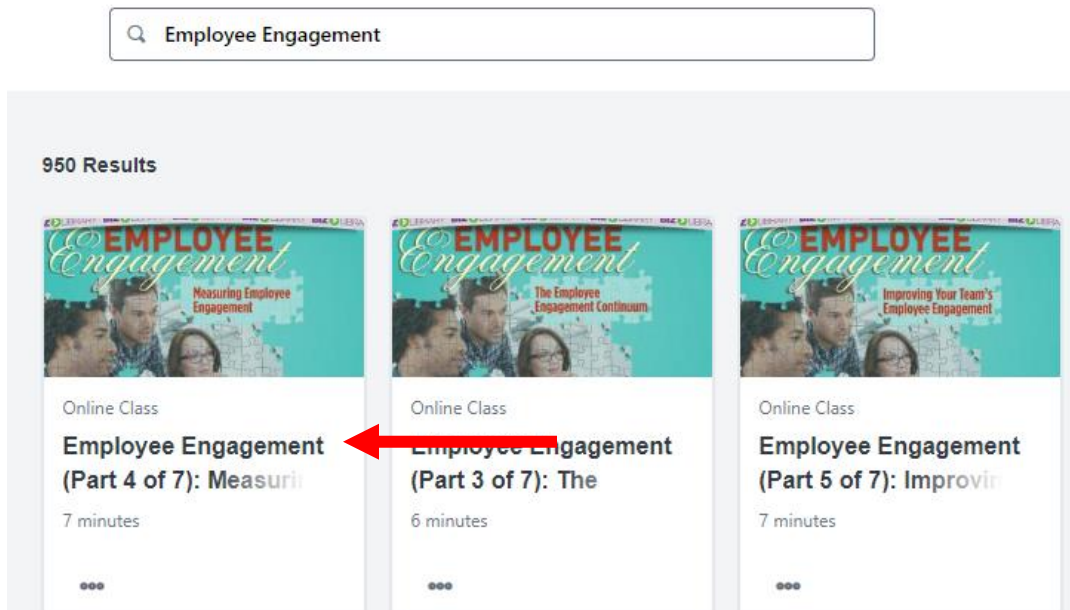 Employee Engagement
950 Results
EMPLOYEE
Engagement
Measuring Employee
Engagement
Online Class
Employee Engagement
(Part 4 of 7): Measuri
7 minutes
EMPLOYEE
Engagement
The Employee
Engagement Continuum
Online Class
Employee Engagement
(Part 3 of 7): The
6 minutes
EMPLOYEE
Engagement
Improving Your Team's
Employee Engagement
Online Class
Employee Engagement
(Part 5 of 7): Improvin
7 minutes